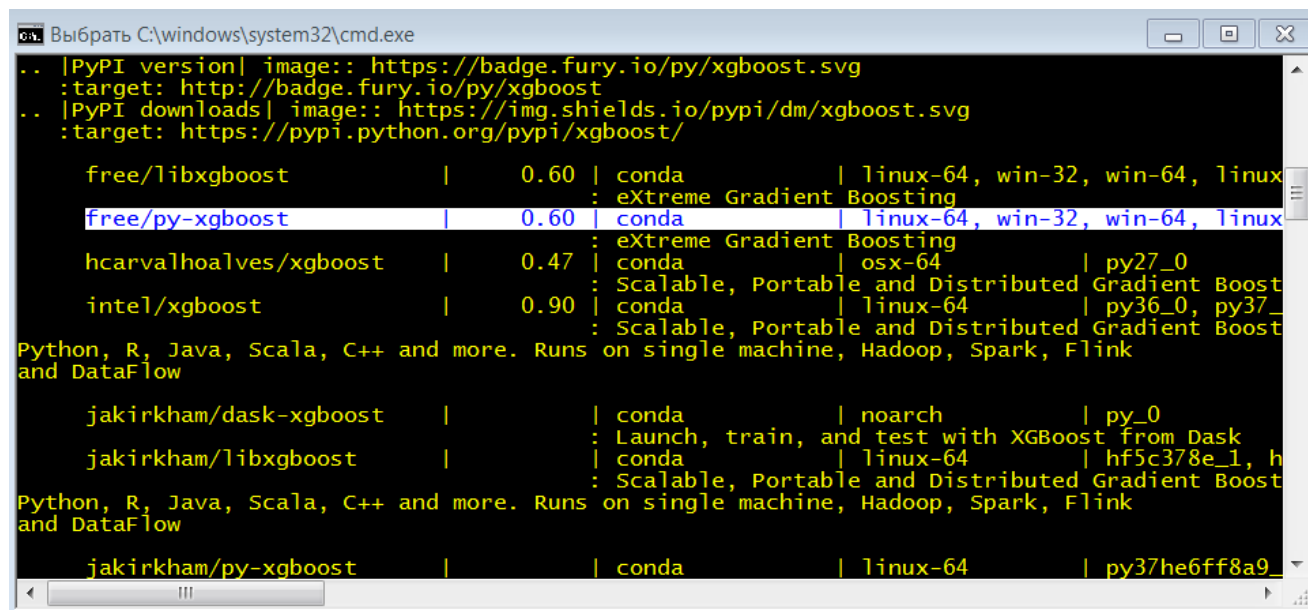 Выбрать C:\windows\system32\cmd.exe
.. |PyPI version| image:: https://badge.fury.io/py/xgboost.svg
:target: http://badge.fury.io/py/xgboost
.. |PyPI downloads| image:: https://img.shields.io/pypi/dm/xgboost.svg
:target: https://pypi.python.org/pypi/xgboost/
free/libxgboost | 0.60 | conda | linux-64, win-32, win-64, linux
: eXtreme Gradient Boosting
free/py-xgboost | 0.60 | conda | linux-64, win-32, win-64, linux
: eXtreme Gradient Boosting
hcarvalhoalves/xgboost | 0.47 | conda | osx-64 | py27_0
: Scalable, Portable and Distributed Gradient Boost
intel/xgboost | 0.90 | conda | linux-64 | py36_0, py37_
: Scalable, Portable and Distributed Gradient Boost
Python, R, Java, Scala, C++ and more. Runs on single machine, Hadoop, Spark, Flink
and DataFlow
jakirkham/dask-xgboost | | conda | noarch | py_0
: Launch, train, and test with XGBoost from Dask
jakirkham/libxgboost | | conda | linux-64 | hf5c378e_1, h
: Scalable, Portable and Distributed Gradient Boost
Python, R, Java, Scala, C++ and more. Runs on single machine, Hadoop, Spark, Flink
and DataFlow
jakirkham/py-xgboost | | conda | linux-64 | py37he6ff8a9_